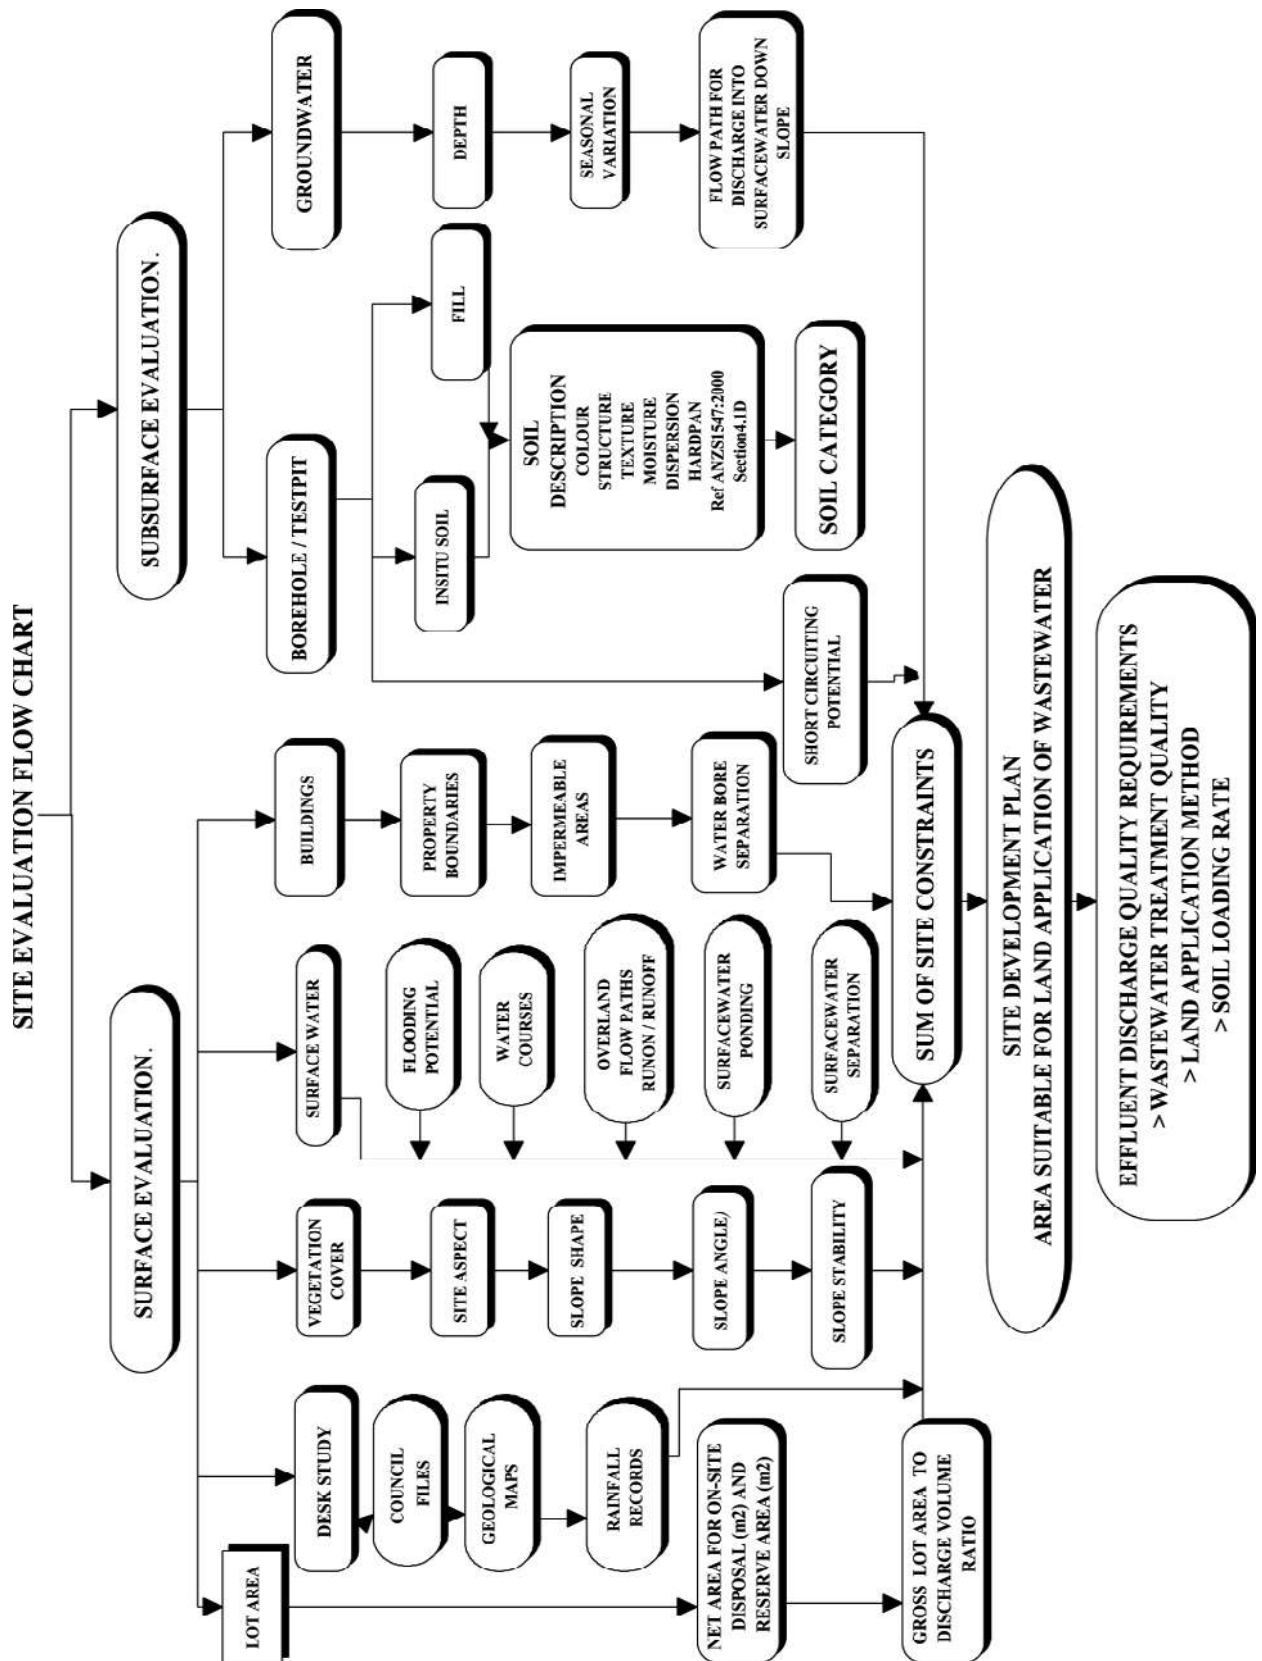 SITE EVALUATION FLOW CHART
SURFACE EVALUATION.
SUBSURFACE EVALUATION.
LOT AREA
DESK STUDY
VEGETATION
COVER
SURFACE WATER
BUILDINGS
BOREHOLE / TESTPIT
GROUNDWATER
COUNCIL
FILES
GEOLOGICAL
MAPS
RAINFALL
RECORDS
NET AREA FOR ON-SITE
DISPOSAL (m2) AND
RESERVE AREA (m2)
GROSS LOT AREA TO
DISCHARGE VOLUME
RATIO
SITE ASPECT
SLOPE SHAPE
SLOPE ANGLE)
SLOPE STABILITY
FLOODING
POTENTIAL
WATER
COURSES
OVERLAND
FLOW PATHS
RUNON / RUNOFF
SURFACEWATER
PONDING
SURFACEWATER
SEPARATION
PROPERTY
BOUNDARIES
IMPERMEABLE
AREAS
WATER BORE
SEPARATION
INSITU SOIL
FILL
SOIL
DESCRIPTION
COLOUR
STRUCTURE
TEXTURE
MOISTURE
DISPERSION
HARDPAN
Ref ANZS1547:2000
Section4.1D
SOIL CATEGORY
SHORT CIRCUITING
POTENTIAL
DEPTH
SEASONAL
VARIATION
FLOW PATH FOR
DISCHARGE INTO
SURFACEWATER DOWN
SLOPE
SUM OF SITE CONSTRAINTS
SITE DEVELOPMENT PLAN
AREA SUITABLE FOR LAND APPLICATION OF WASTEWATER
EFFLUENT DISCHARGE QUALITY REQUIREMENTS
> WASTEWATER TREATMENT QUALITY
> LAND APPLICATION METHOD
> SOIL LOADING RATE